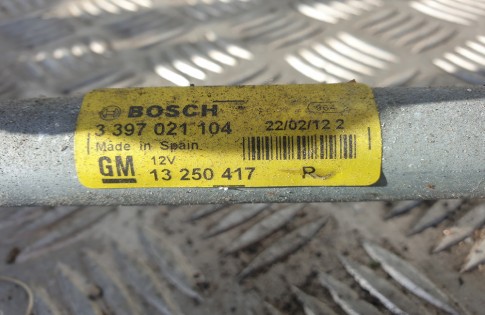 BOSCH
3 397 021 104 22/02/12 2
Made in Spain
GM 12V
13 250 417 R